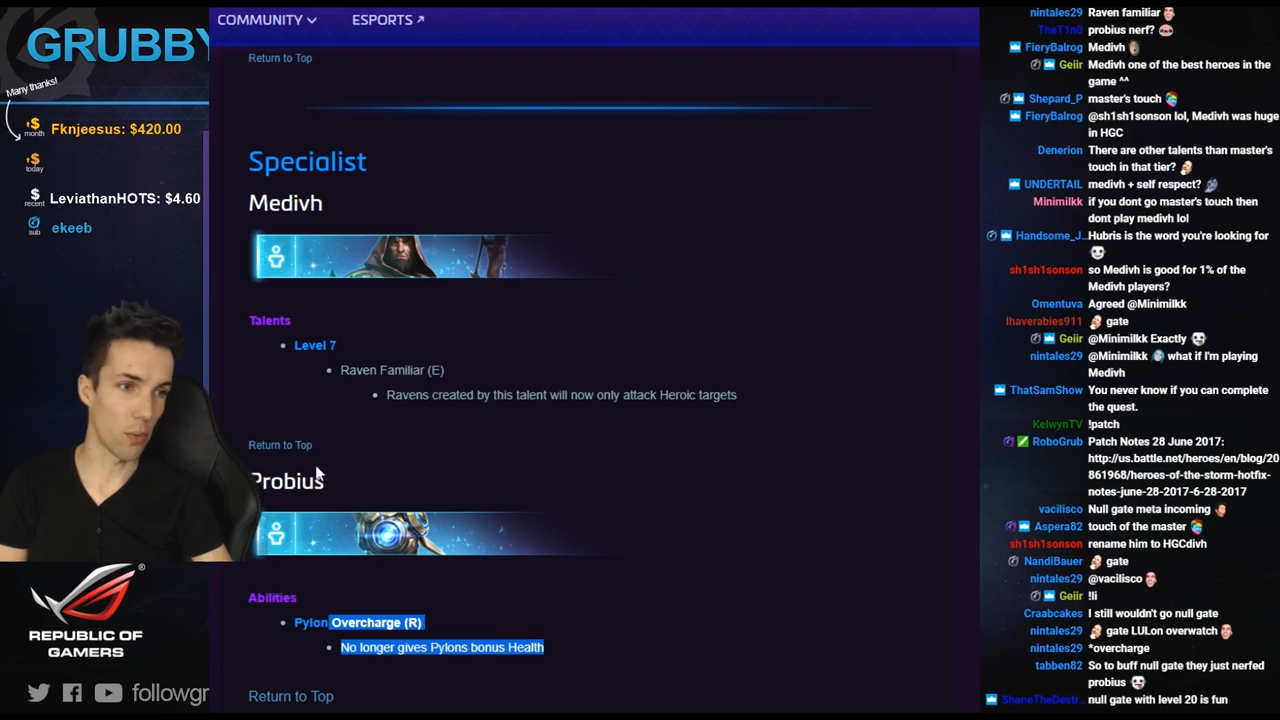 GRUBBY
Many thanks!
month
Fknjeesus: $420.00
today
recent
LeviathanHOTS: $4.60
sub
ekeeb
REPUBLIC OF
GAMERS
®
followgr
COMMUNITY
ESPORTS
Return to Top
Specialist
Medivh
Talents
Level 7
Raven Familiar (E)
Ravens created by this talent will now only attack Heroic targets
Return to Top
Probius
Abilities
Pylon Overcharge (R)
No longer gives Pylons bonus Health
Return to Top
nintales29 Raven familiar
TheT1n0 probius nerf?
FieryBalrog Medivh
Geiir Medivh one of the best heroes in the
game ^^
Shepard_P master's touch
FieryBalrog @sh1sh1sonson lol, Medivh was huge
in HGC
Denerion There are other talents than master's
touch in that tier?
UNDERTAIL medivh + self respect?
Minimilkk if you dont go master's touch then
dont play medivh lol
Handsome_J... Hubris is the word you're looking for
sh1sh1sonson so Medivh is good for 1% of the
Medivh players?
Omentuva Agreed @Minimilkk
lhaverabies911 gate
Geiir @Minimilkk Exactly
nintales29 @Minimilkk what if I'm playing
Medivh
ThatSamShow You never know if you can complete
the quest.
KelwynTV !patch
RoboGrub Patch Notes 28 June 2017:
http://us.battle.net/heroes/en/blog/20
861968/heroes-of-the-storm-hotfix-
notes-june-28-2017-6-28-2017
vacilisco Null gate meta incoming
Aspera82 touch of the master
sh1sh1sonson rename him to HGCdivh
NandiBauer gate
nintales29 @vacilisco
Geiir !li
Craabcakes I still wouldn't go null gate
nintales29 gate LULon overwatch
nintales29 *overcharge
tabben82 So to buff null gate they just nerfed
probius
ShaneTheDestr... null gate with level 20 is fun